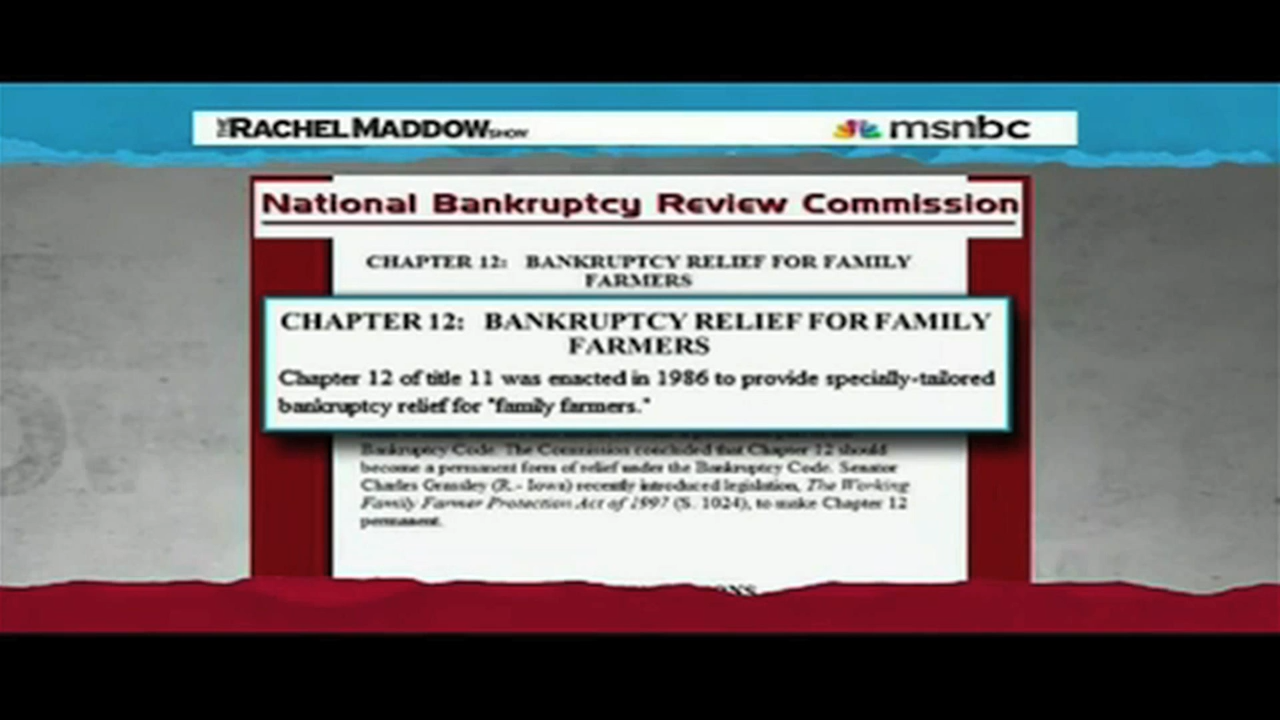 THE RACHEL MADDOW SHOW
msnbc
National Bankruptcy Review Commission
CHAPTER 12: BANKRUPTCY RELIEF FOR FAMILY
FARMERS
CHAPTER 12: BANKRUPTCY RELIEF FOR FAMILY
FARMERS
Chapter 12 of title 11 was enacted in 1986 to provide specially-tailored
bankruptcy relief for "family farmers."
Bankruptcy Code. The Commission concluded that Chapter 12 should
become a permanent form of relief under the Bankruptcy Code. Senator
Charles Grassley (R.- Iowa) recently introduced legislation, The Working
Family Farmer Protection Act of 1997 (S. 1024), to make Chapter 12
permanent.